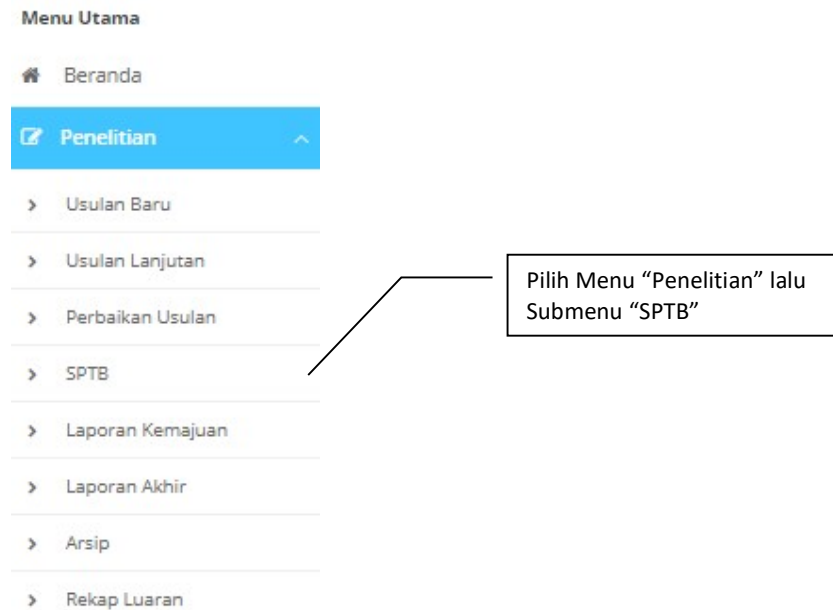 Menu Utama
Beranda
Penelitian
Usulan Baru
Usulan Lanjutan
Perbaikan Usulan
SPTB
Laporan Kemajuan
Laporan Akhir
Arsip
Rekap Luaran
Pilih Menu “Penelitian” lalu
Submenu “SPTB”